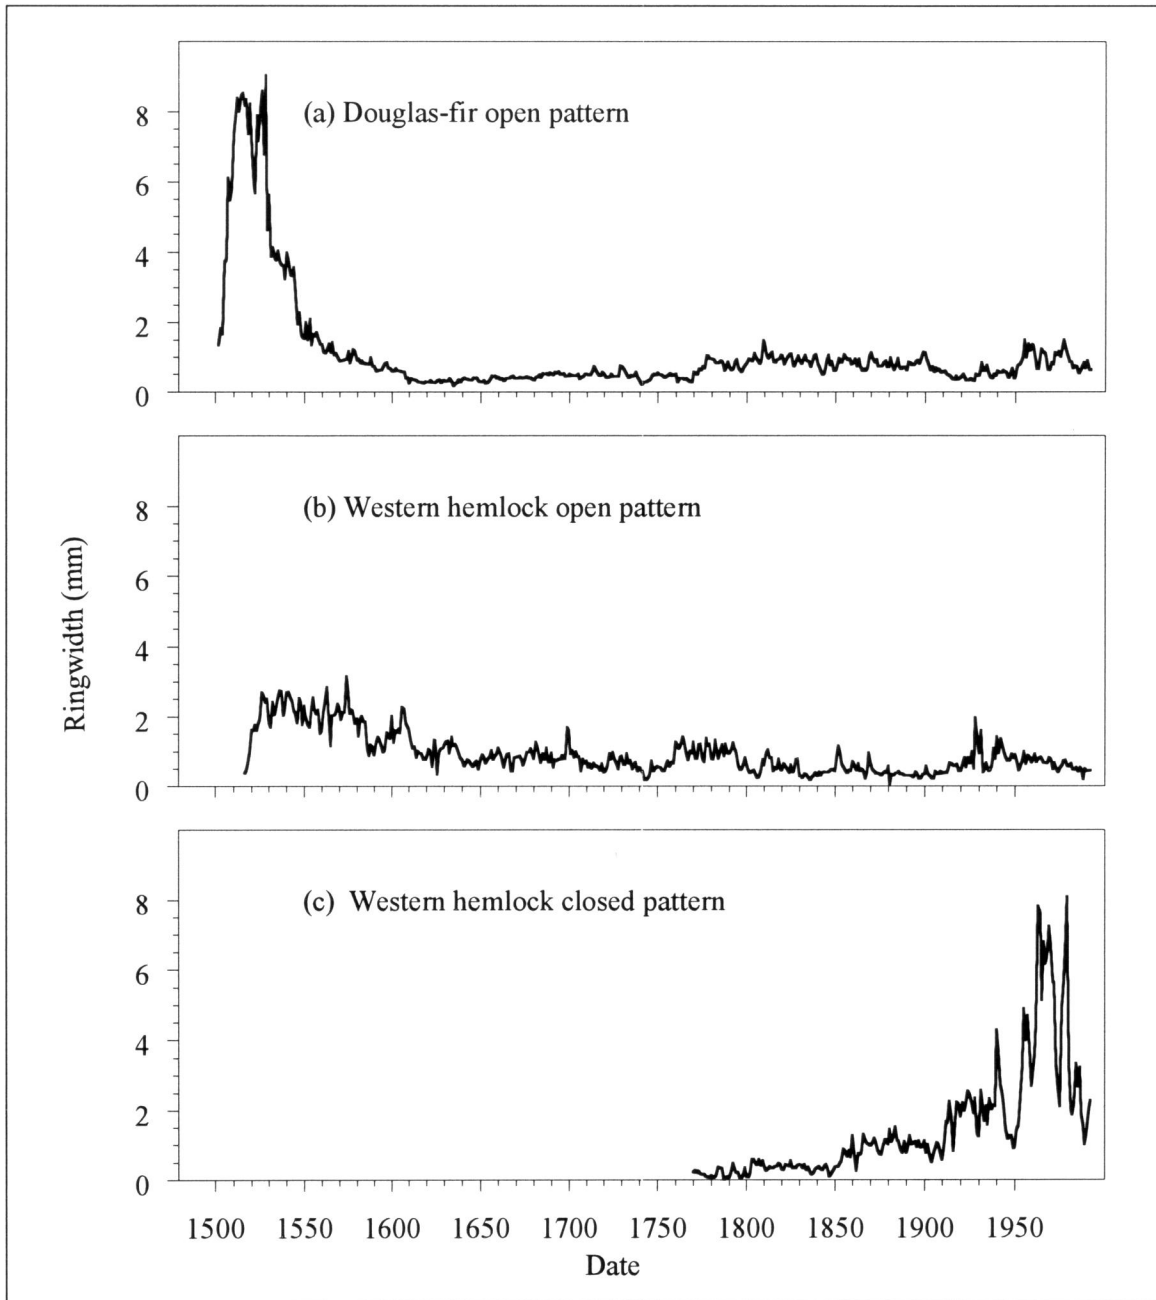 (a) Douglas-fir open pattern
8
6
4
2
0
(b) Western hemlock open pattern
8
6
4
2
0
Ringwidth (mm)
(c) Western hemlock closed pattern
8
6
4
2
0
1500 1550 1600 1650 1700 1750 1800 1850 1900 1950
Date